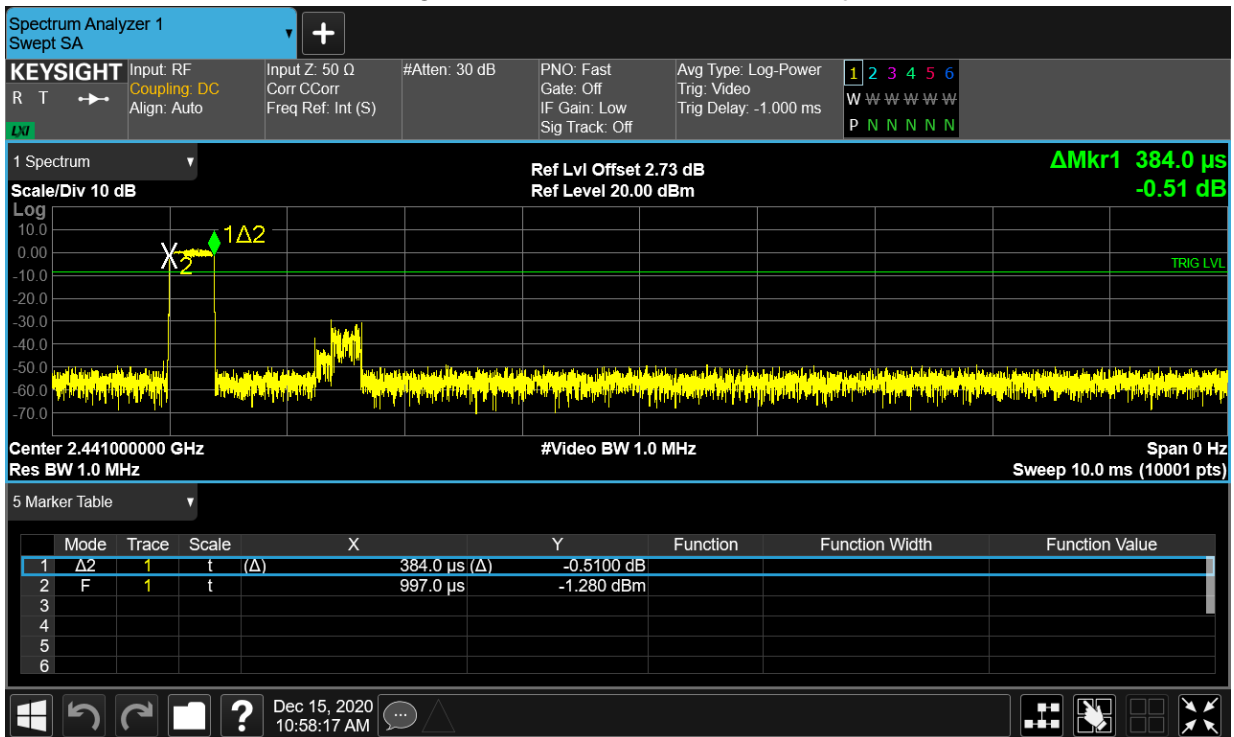 Spectrum Analyzer 1
Swept SA
+
KEYSIGHT Input: RF Input Z: 50 Ω #Atten: 30 dB PNO: Fast Avg Type: Log-Power 1 2 3 4 5 6
R T Coupling: DC Corr CCorr Gate: Off Trig: Video W W W W W W
Align: Auto Freq Ref: Int (S) IF Gain: Low Trig Delay: -1.000 ms
LXI Sig Track: Off P N N N N N
1 Spectrum Ref Lvl Offset 2.73 dB ΔMkr1 384.0 µs
Scale/Div 10 dB Ref Level 20.00 dBm -0.51 dB
Log
10.0
1Δ2
0.00
X2
TRIG LVL
-10.0
-20.0
-30.0
-40.0
-50.0
-60.0
-70.0
Center 2.441000000 GHz #Video BW 1.0 MHz Span 0 Hz
Res BW 1.0 MHz Sweep 10.0 ms (10001 pts)
5 Marker Table
Mode Trace Scale X Y Function Function Width Function Value
1 Δ2 1 t (Δ) 384.0 µs (Δ) -0.5100 dB
2 F 1 t 997.0 µs -1.280 dBm
3
4
5
6
? Dec 15, 2020
10:58:17 AM